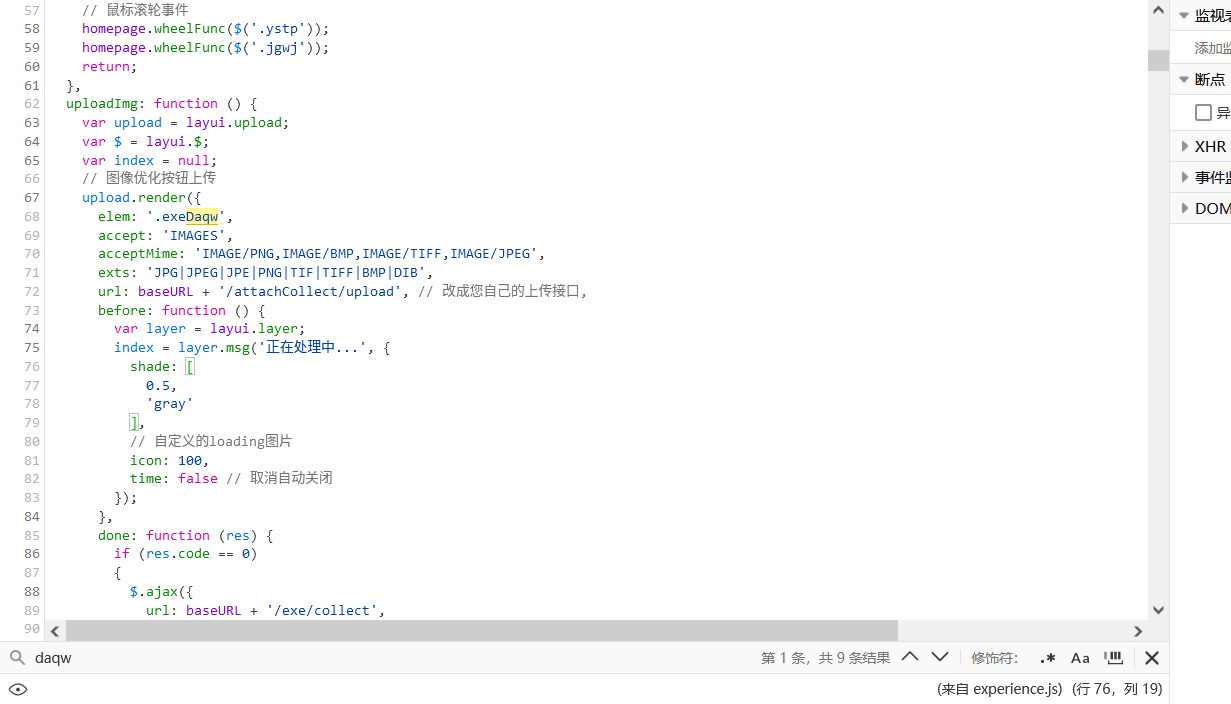 57 // 鼠标滚轮事件
58 homepage.wheelFunc($('.ystp'));
59 homepage.wheelFunc($('.jgwj'));
60 return;
61 },
62 uploadImg: function () {
63 var upload = layui.upload;
64 var $ = layui.$;
65 var index = null;
66 // 图像优化按钮上传
67 upload.render({
68 elem: '.exeDaqw',
69 accept: 'IMAGES',
70 acceptMime: 'IMAGE/PNG,IMAGE/BMP,IMAGE/TIFF,IMAGE/JPEG',
71 exts: 'JPG|JPEG|JPE|PNG|TIF|TIFF|BMP|DIB',
72 url: baseURL + '/attachCollect/upload', // 改成您自己的上传接口,
73 before: function () {
74 var layer = layui.layer;
75 index = layer.msg('正在处理中...', {
76 shade: [
77 0.5,
78 'gray'
79 ],
80 // 自定义的loading图片
81 icon: 100,
82 time: false // 取消自动关闭
83 });
84 },
85 done: function (res) {
86 if (res.code == 0)
87 {
88 $.ajax({
89 url: baseURL + '/exe/collect',
90
监视
添加
断点
XHR
事件
DOM
daqw 第 1 条，共 9 条结果 修饰符: .* Aa
(来自 experience.js) (行 76，列 19)